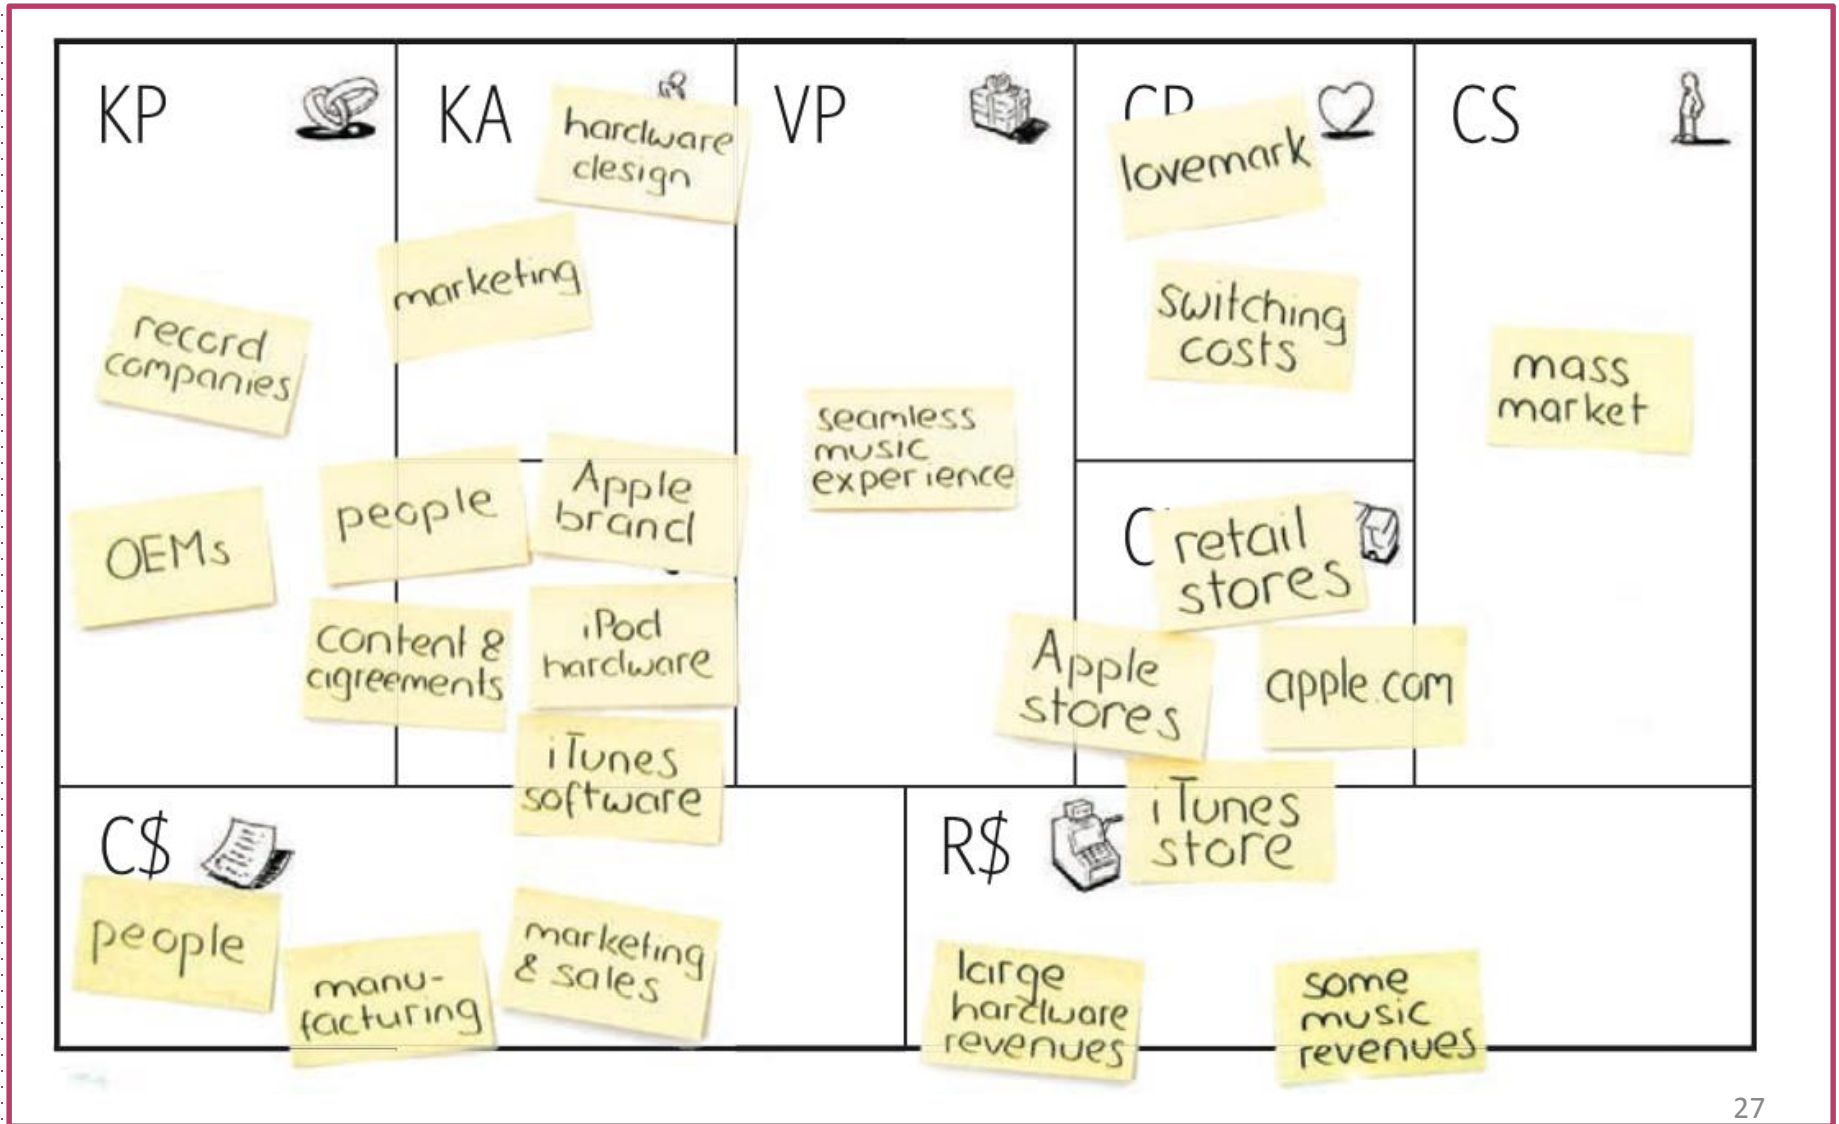 KP
record
companies
OEMs
KA
hardware
design
marketing
people
Apple
brand
content &
agreements
iPod
hardware
iTunes
software
VP
seamless
music
experience
CR
lovemark
switching
costs
C
retail
stores
Apple
stores
apple.com
iTunes
store
CS
mass
market
C$
people
manu-
facturing
marketing
& sales
R$
large
hardware
revenues
some
music
revenues
27